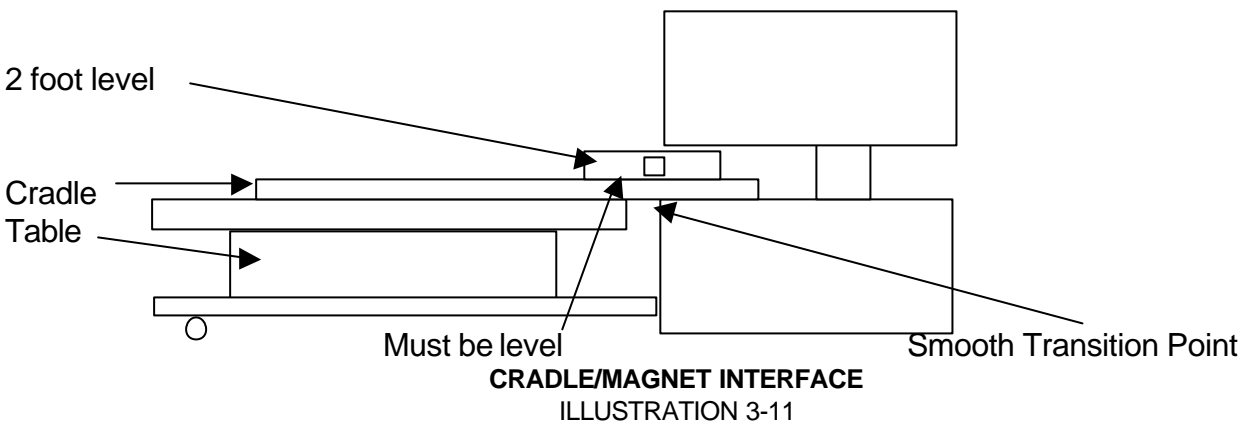 2 foot level
Cradle
Table
Must be level
Smooth Transition Point
CRADLE/MAGNET INTERFACE
ILLUSTRATION 3-11